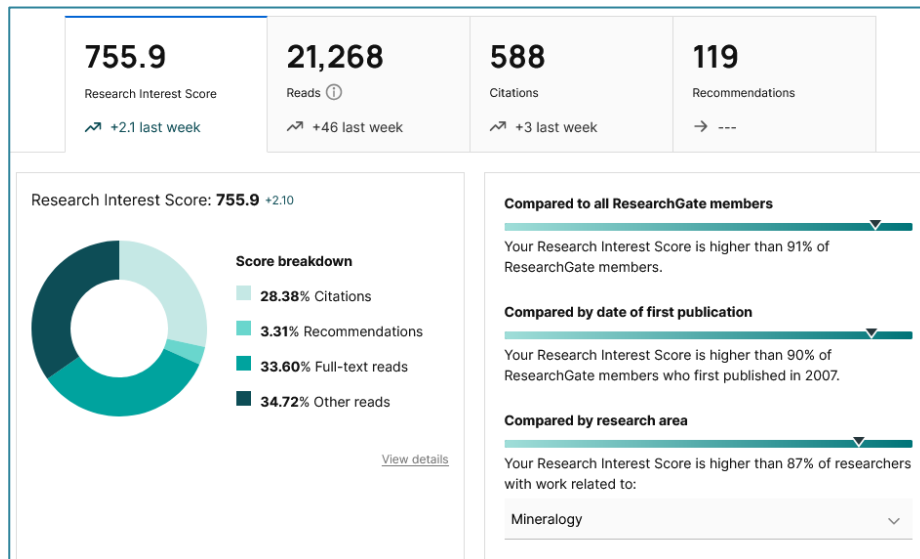 755.9
Research Interest Score
+2.1 last week
21,268
Reads
+46 last week
588
Citations
+3 last week
119
Recommendations
---
Research Interest Score: 755.9 +2.10
Score breakdown
28.38% Citations
3.31% Recommendations
33.60% Full-text reads
34.72% Other reads
View details
Compared to all ResearchGate members
Your Research Interest Score is higher than 91% of
ResearchGate members.
Compared by date of first publication
Your Research Interest Score is higher than 90% of
ResearchGate members who first published in 2007.
Compared by research area
Your Research Interest Score is higher than 87% of researchers
with work related to:
Mineralogy